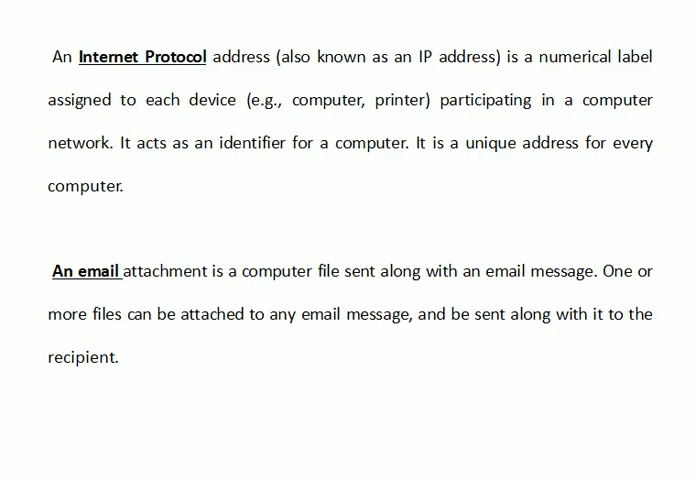 An Internet Protocol address (also known as an IP address) is a numerical label
assigned to each device (e.g., computer, printer) participating in a computer
network. It acts as an identifier for a computer. It is a unique address for every
computer.
An email attachment is a computer file sent along with an email message. One or
more files can be attached to any email message, and be sent along with it to the
recipient.